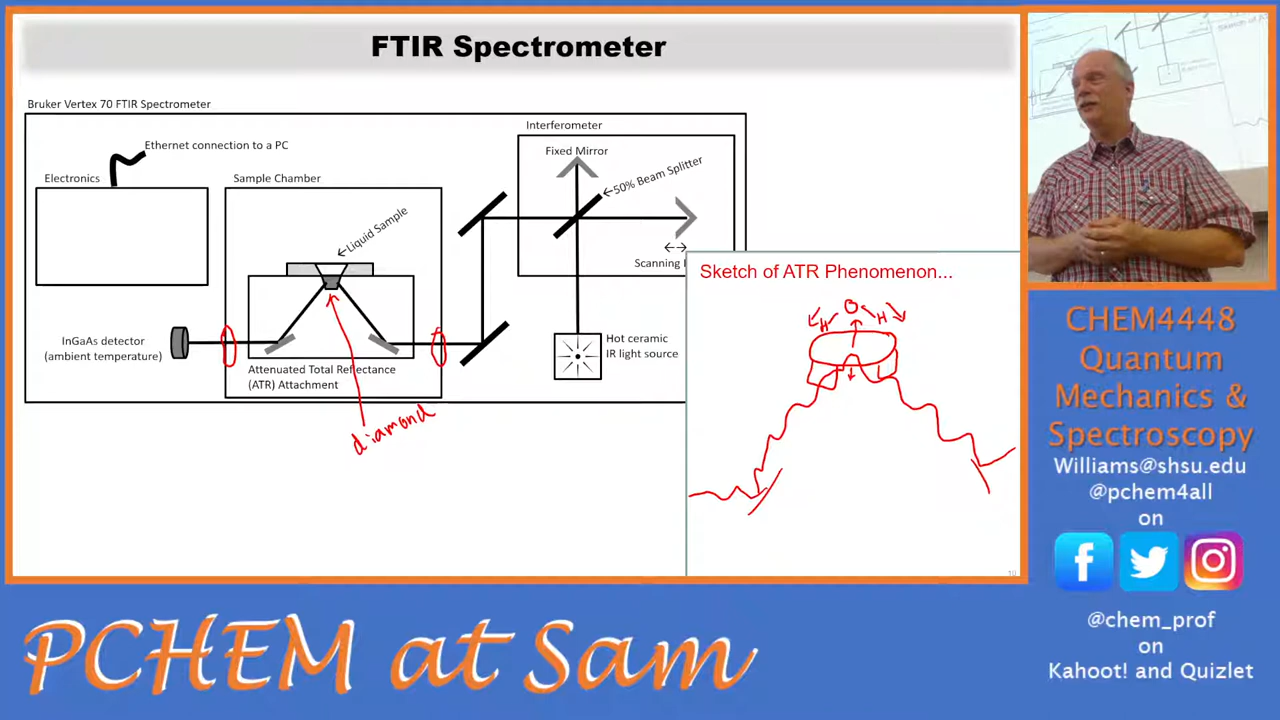 FTIR Spectrometer
Bruker Vertex 70 FTIR Spectrometer
Ethernet connection to a PC
Electronics
Sample Chamber
←Liquid Sample
Interferometer
Fixed Mirror
←50% Beam Splitter
←→
Scanning
InGaAs detector
(ambient temperature)
Attenuated Total Reflectance
(ATR) Attachment
Hot ceramic
IR light source
diamond
Sketch of ATR Phenomenon...
O
H H
10
CHEM4448
Quantum
Mechanics &
Spectroscopy
Williams@shsu.edu
@pchem4all
on
@chem_prof
on
Kahoot! and Quizlet
PCHEM at Sam